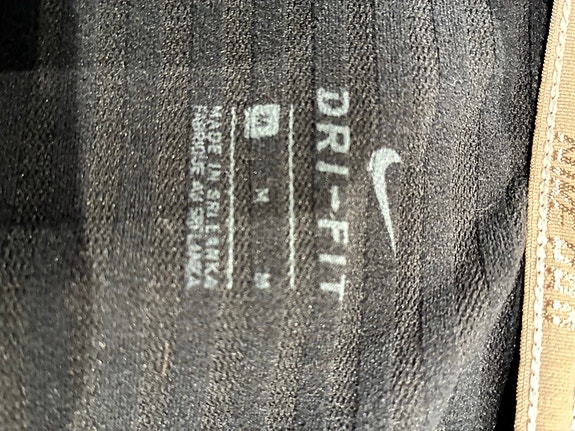 DRI-FIT
M M M
MADE IN SRI LANKA
FABRIQUÉ AU SRI LANKA